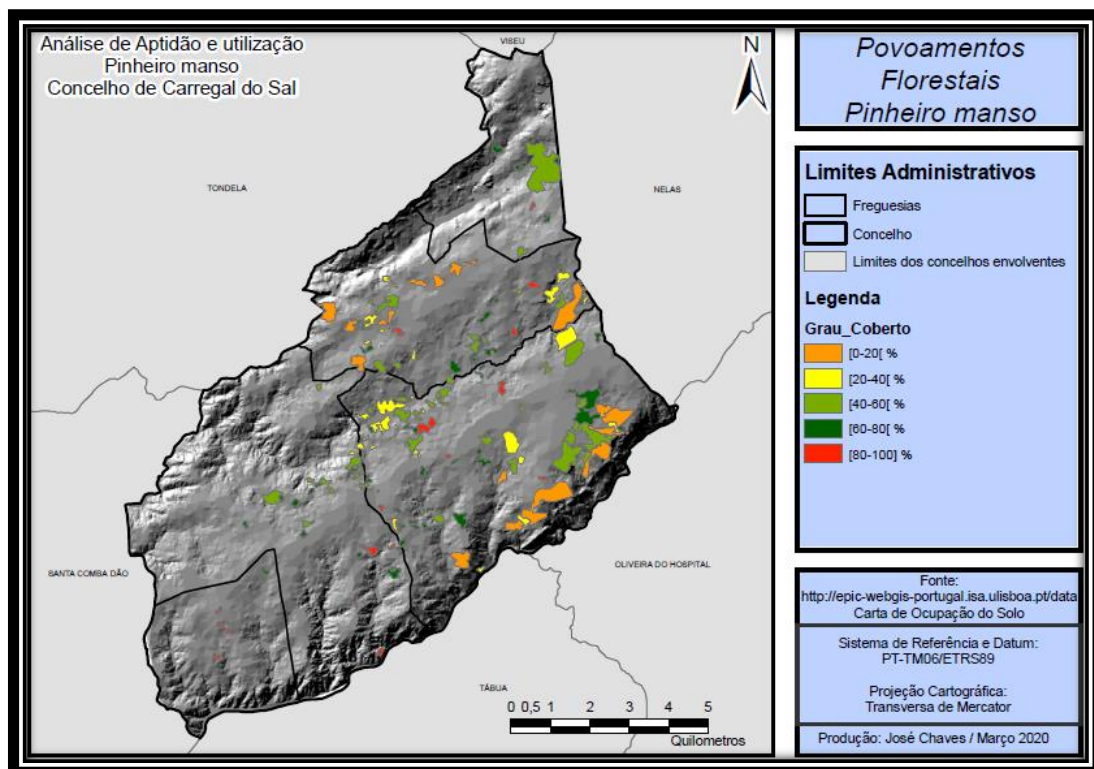 Análise de Aptidão e utilização
Pinheiro manso
Concelho de Carregal do Sal
VISEU
N
TONDELA
NELAS
SANTA COMBA DÃO
OLIVEIRA DO HOSPITAL
TÁBUA
0 0,5 1 2 3 4 5
Quilometros
Povoamentos
Florestais
Pinheiro manso
Limites Administrativos
Freguesias
Concelho
Limites dos concelhos envolventes
Legenda
Grau_Coberto
[0-20[ %
[20-40[ %
[40-60[ %
[60-80[ %
[80-100] %
Fonte:
http://epic-webgis-portugal.isa.ulisboa.pt/data
Carta de Ocupação do Solo
Sistema de Referência e Datum:
PT-TM06/ETRS89
Projeção Cartográfica:
Transversa de Mercator
Produção: José Chaves / Março 2020